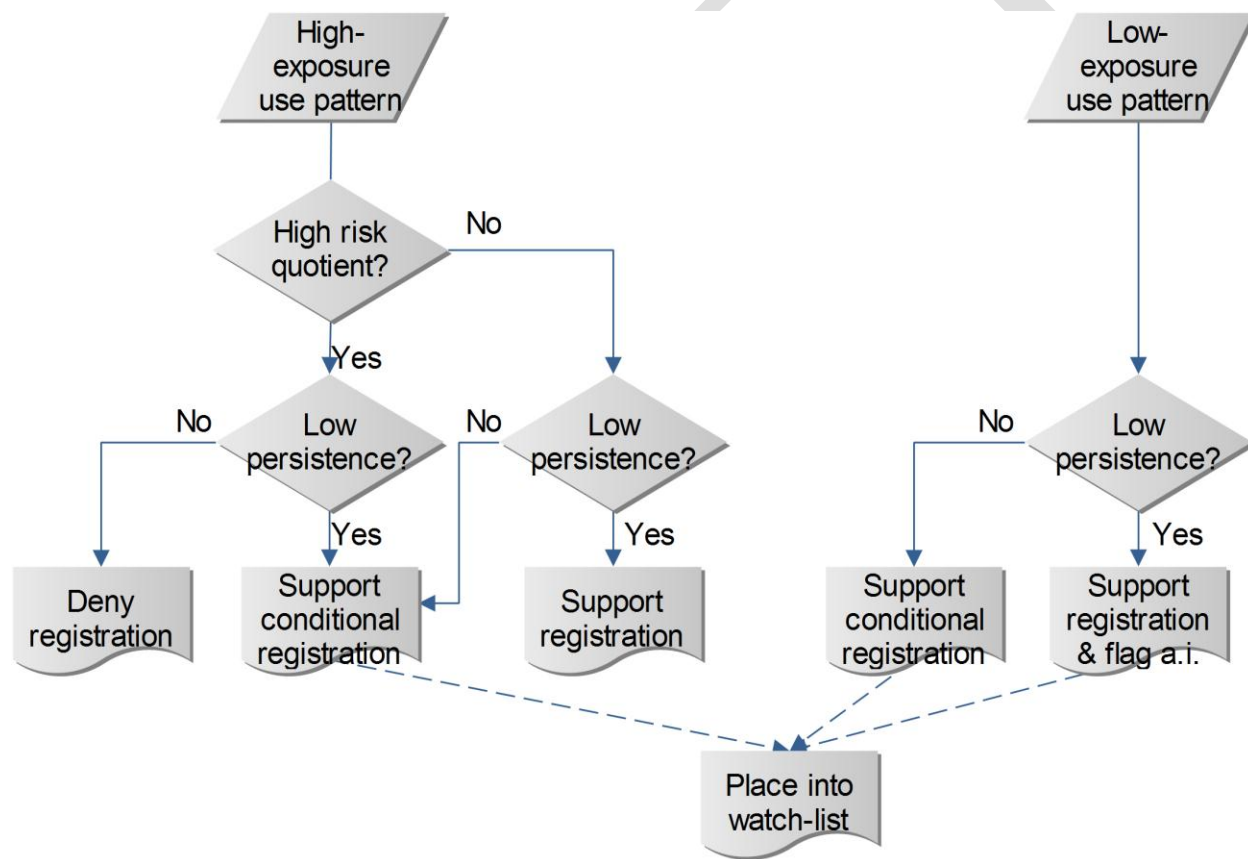 High-
exposure
use pattern
Low-
exposure
use pattern
High risk
quotient?
No
Yes
No
Low
persistence?
No
Low
persistence?
No
Low
persistence?
Yes
Yes
Yes
Deny
registration
Support
conditional
registration
Support
registration
Support
conditional
registration
Support
registration
& flag a.i.
Place into
watch-list